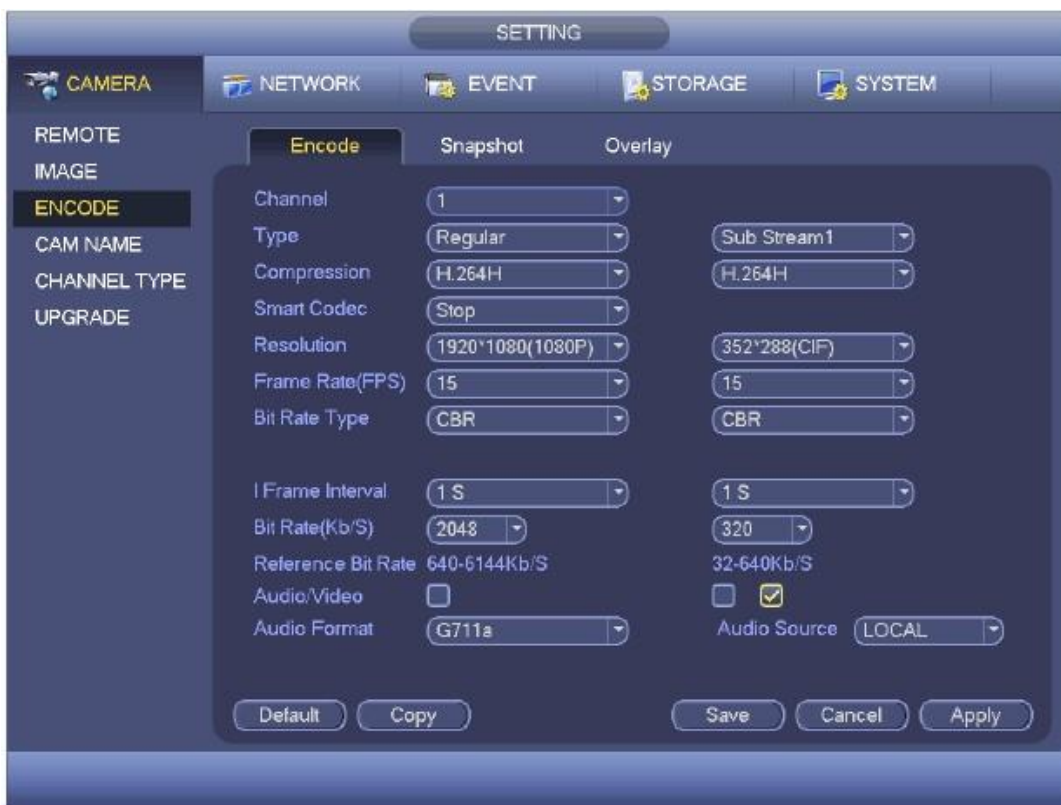 SETTING
CAMERA NETWORK EVENT STORAGE SYSTEM
REMOTE
IMAGE
ENCODE
CAM NAME
CHANNEL TYPE
UPGRADE
Encode Snapshot Overlay
Channel 1
Type Regular Sub Stream1
Compression H.264H H.264H
Smart Codec Stop
Resolution 1920*1080(1080P) 352*288(CIF)
Frame Rate(FPS) 15 15
Bit Rate Type CBR CBR
I Frame Interval 1 S 1 S
Bit Rate(Kb/S) 2048 320
Reference Bit Rate 640-6144Kb/S 32-640Kb/S
Audio/Video
Audio Format G711a Audio Source LOCAL
Default Copy Save Cancel Apply